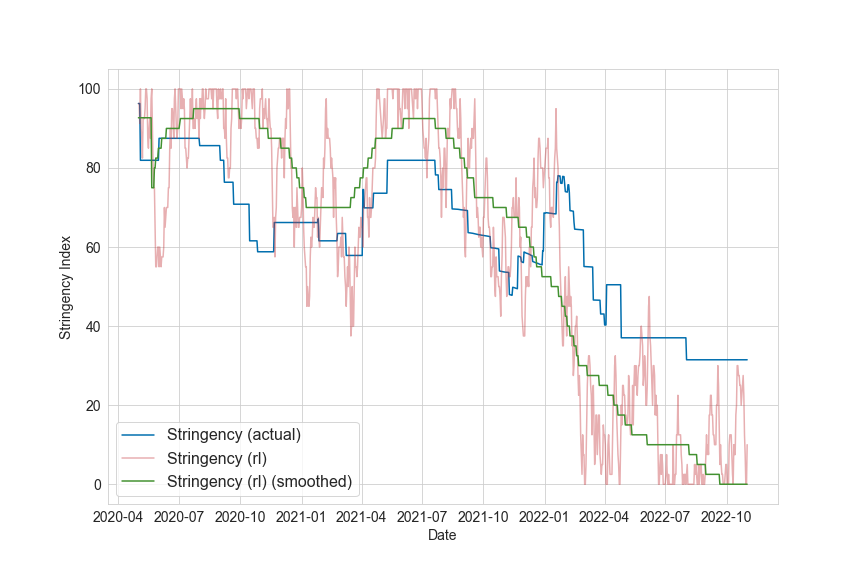 100
80
60
40
20
0
Stringency Index
Stringency (actual)
Stringency (rl)
Stringency (rl) (smoothed)
2020-04 2020-07 2020-10 2021-01 2021-04 2021-07 2021-10 2022-01 2022-04 2022-07 2022-10
Date